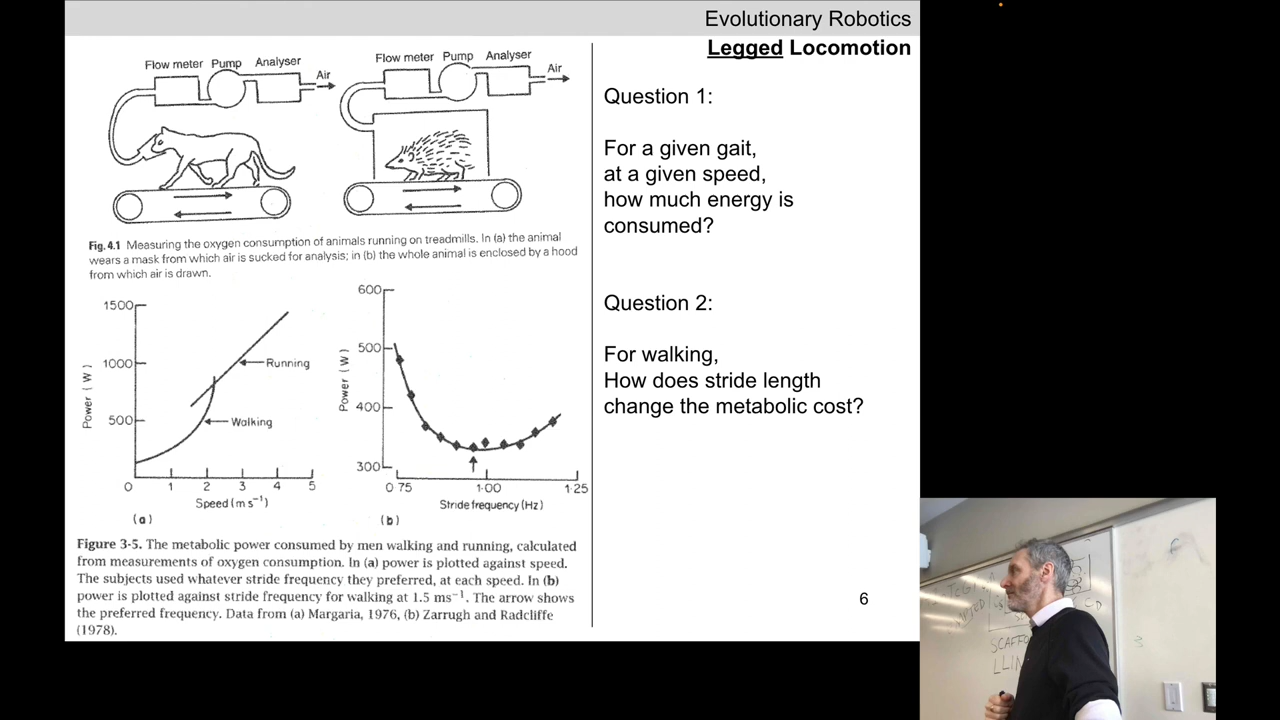 Evolutionary Robotics
Legged Locomotion
Flow meter Pump Analyser
Air
Flow meter Pump Analyser
Air
Fig. 4.1 Measuring the oxygen consumption of animals running on treadmills. In (a) the animal
wears a mask from which air is sucked for analysis; in (b) the whole animal is enclosed by a hood
from which air is drawn.
1500
1000
500
Power (W)
Running
Walking
0 1 2 3 4 5
Speed (m s⁻¹)
(a)
600
500
400
300
Power (W)
0·75 1·00 1·25
Stride frequency (Hz)
(b)
Figure 3-5. The metabolic power consumed by men walking and running, calculated
from measurements of oxygen consumption. In (a) power is plotted against speed.
The subjects used whatever stride frequency they preferred, at each speed. In (b)
power is plotted against stride frequency for walking at 1.5 ms⁻¹. The arrow shows
the preferred frequency. Data from (a) Margaria, 1976, (b) Zarrugh and Radcliffe
(1978).
Question 1:
For a given gait,
at a given speed,
how much energy is
consumed?
Question 2:
For walking,
How does stride length
change the metabolic cost?
6